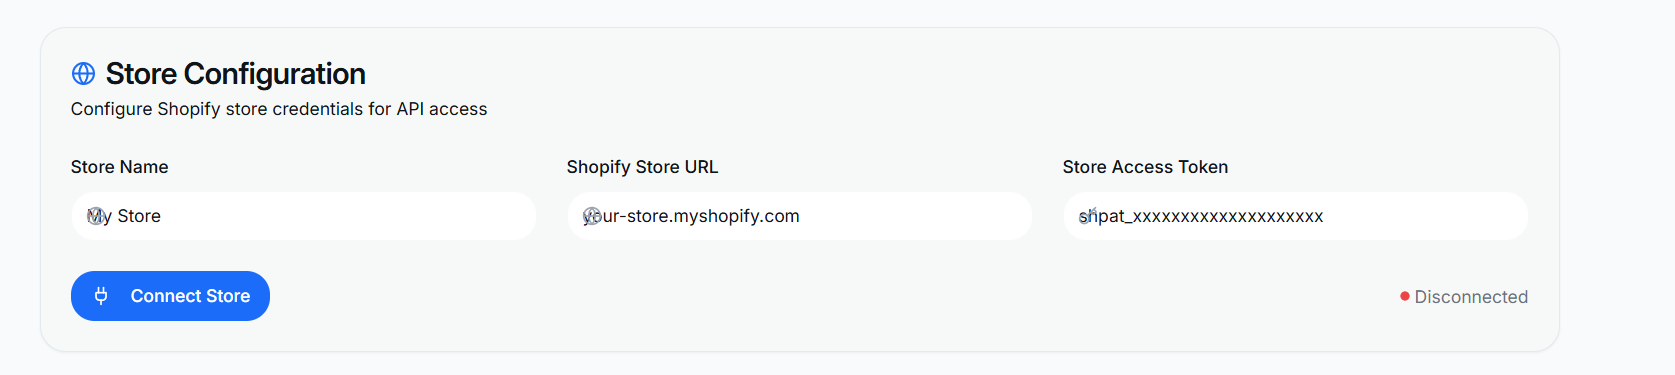 Store Configuration
Configure Shopify store credentials for API access
Store Name
Shopify Store URL
Store Access Token
My Store
your-store.myshopify.com
shpat_xxxxxxxxxxxxxxxxxxxx
Connect Store
Disconnected